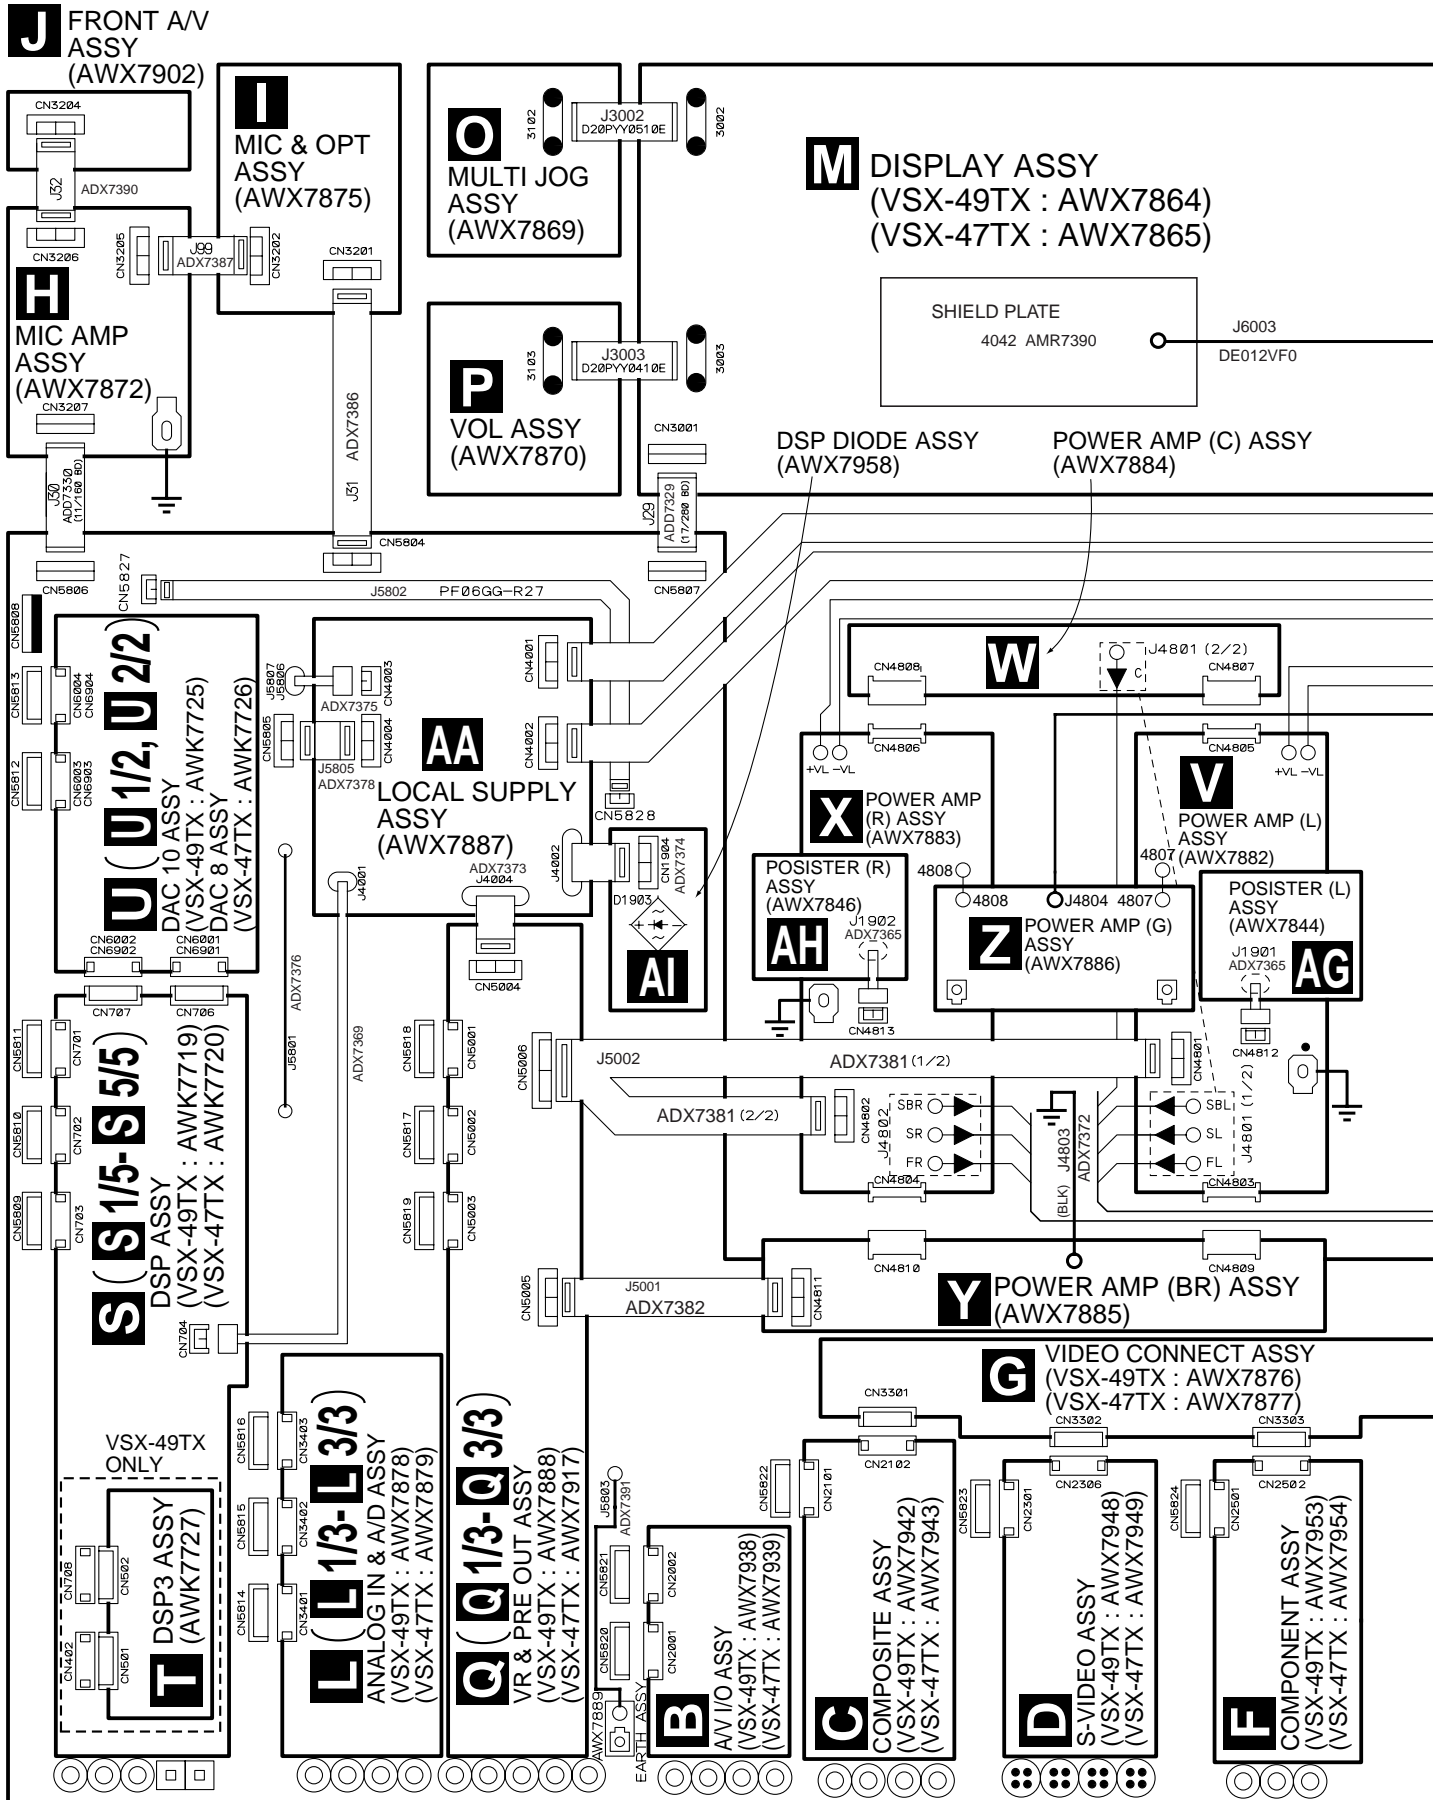 J FRONT A/V
ASSY
(AWX7902)
CN3204
J32
ADX7390
CN3206
CN3205
J99
ADX7387
CN3202
I
MIC & OPT
ASSY
(AWX7875)
CN3201
H
MIC AMP
ASSY
(AWX7872)
CN3207
J30
ADD7330
(11/160 BD)
CN5806
J31
ADX7386
CN5804
O
MULTI JOG
ASSY
(AWX7869)
3102
J3002
D20PYY0510E
3002
P
VOL ASSY
(AWX7870)
3103
J3003
D20PYY0410E
3003
CN3001
J29
ADD7329
(17/280 BD)
CN5807
M DISPLAY ASSY
(VSX-49TX : AWX7864)
(VSX-47TX : AWX7865)
SHIELD PLATE
4042 AMR7390
J6003
DE012VF0
DSP DIODE ASSY
(AWX7958)
POWER AMP (C) ASSY
(AWX7884)
CN5827
J5802
PF06GG-R27
CN5828
CN5808
CN5813
CN6004
CN6904
CN5812
CN6003
CN6903
U ( U 1/2, U 2/2 )
DAC 10 ASSY
(VSX-49TX : AWK7725)
DAC 8 ASSY
(VSX-47TX : AWK7726)
CN6002
CN6902
CN6001
CN6901
CN707
CN706
J5807
J5806
CN4003
ADX7375
CN5805
CN4004
J5805
ADX7378
CN4001
CN4002
AA
LOCAL SUPPLY
ASSY
(AWX7887)
J4001
ADX7373
J4004
J4002
CN1904
ADX7374
D1903
AI
CN5004
W
CN4808
J4801 (2/2)
C
CN4807
CN4806
+VL -VL
X POWER AMP
(R) ASSY
(AWX7883)
CN4805
+VL -VL
V
POWER AMP (L)
ASSY
(AWX7882)
POSISTER (R)
ASSY
(AWX7846)
AH
J1902
ADX7365
CN4813
4808
4808
J4804
4807
4807
Z POWER AMP (G)
ASSY
(AWX7886)
POSISTER (L)
ASSY
(AWX7844)
J1901
ADX7365
AG
CN4812
ADX7376
J5801
ADX7369
CN5811
CN701
CN5810
CN702
CN5809
CN703
S ( S 1/5- S 5/5 )
DSP ASSY
(VSX-49TX : AWK7719)
(VSX-47TX : AWK7720)
CN704
CN5818
CN5001
CN5817
CN5002
CN5819
CN5003
CN5006
J5002
ADX7381 (1/2)
CN4801
ADX7381 (2/2)
CN4802
J4802
SBR
SR
FR
CN4804
(BLK) J4803
ADX7372
SBL
SL
FL
J4801 (1/2)
CN4803
CN5005
J5001
ADX7382
CN4811
CN4810
CN4809
Y POWER AMP (BR) ASSY
(AWX7885)
G VIDEO CONNECT ASSY
(VSX-49TX : AWX7876)
(VSX-47TX : AWX7877)
CN3301
CN3302
CN3303
VSX-49TX
ONLY
CN708
CN502
CN402
CN501
T
DSP3 ASSY
(AWK7727)
CN5816
CN3403
CN5815
CN3402
CN5814
CN3401
L ( L 1/3- L 3/3 )
ANALOG IN & A/D ASSY
(VSX-49TX : AWX7878)
(VSX-47TX : AWX7879)
Q ( Q 1/3- Q 3/3 )
VR & PRE OUT ASSY
(VSX-49TX : AWX7888)
(VSX-47TX : AWX7917)
J5803
ADX7391
CN5821
CN2002
CN5820
CN2001
AWX7889
EARTH ASSY
B
A/V I/O ASSY
(VSX-49TX : AWX7938)
(VSX-47TX : AWX7939)
CN2102
CN5822
CN2101
C
COMPOSITE ASSY
(VSX-49TX : AWX7942)
(VSX-47TX : AWX7943)
CN2306
CN5823
CN2301
D
S-VIDEO ASSY
(VSX-49TX : AWX7948)
(VSX-47TX : AWX7949)
CN2502
CN5824
CN2501
F
COMPONENT ASSY
(VSX-49TX : AWX7953)
(VSX-47TX : AWX7954)